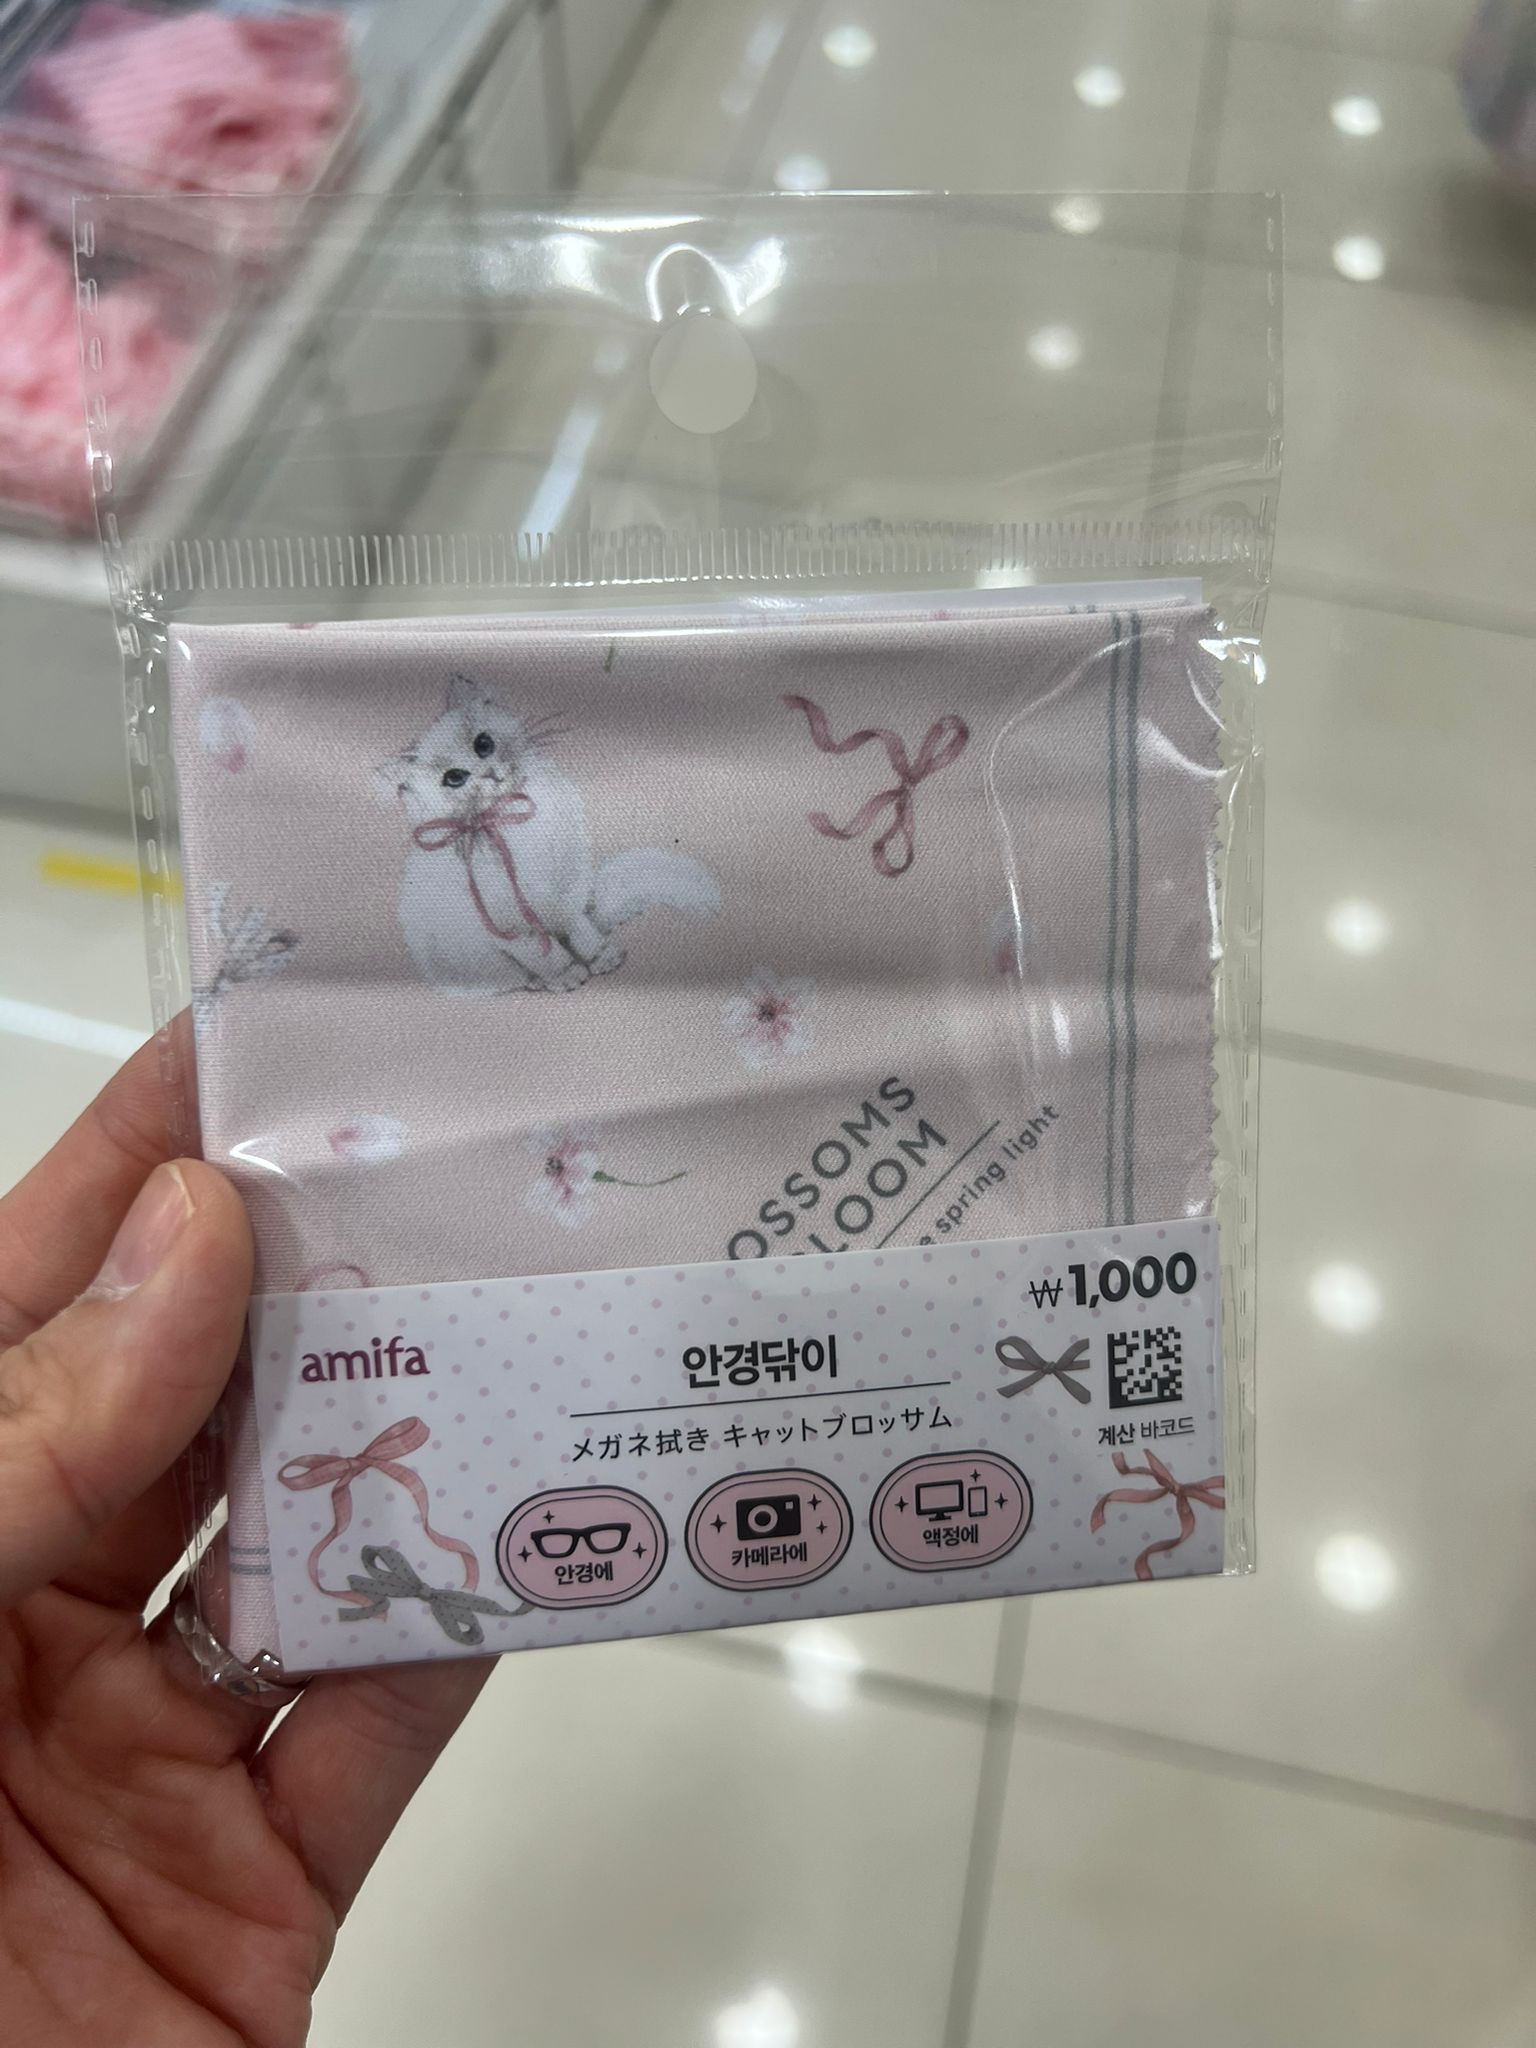 OSSOMS
LOOM
e spring light
₩1,000
amifa
안경닦이
メガネ拭き キャットブロッサム
계산 바코드
안경에
카메라에
액정에